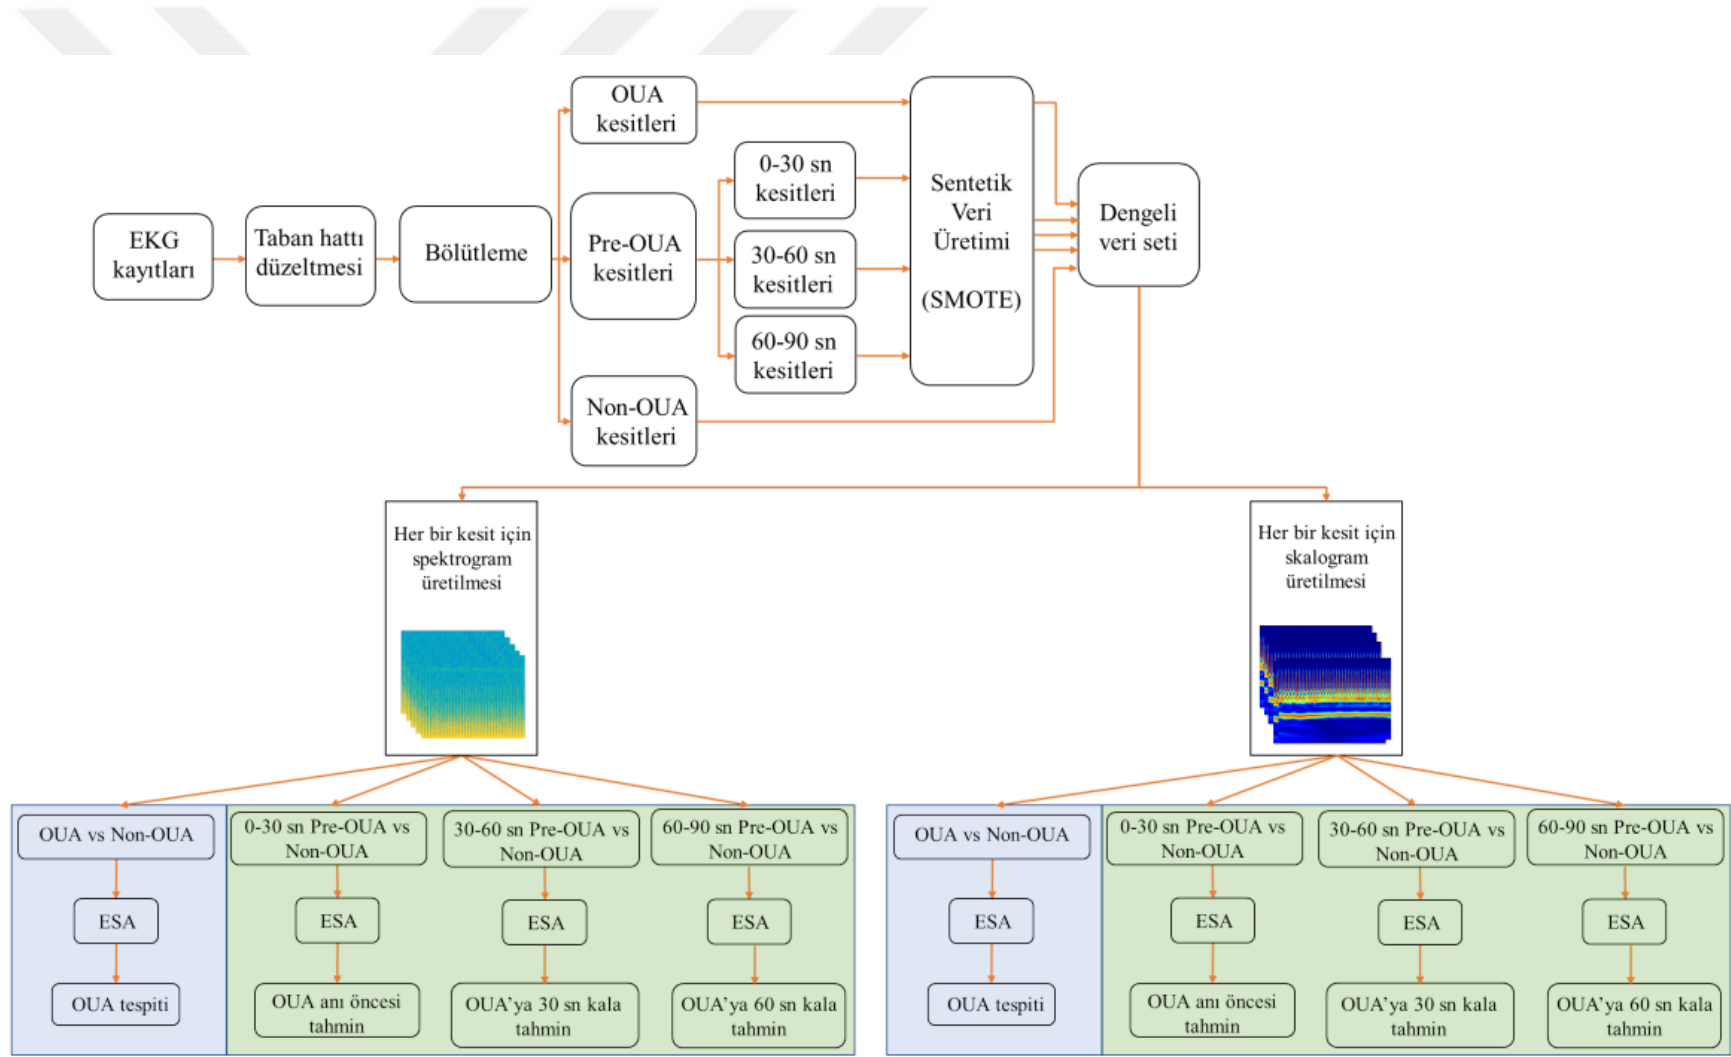 OUA
kesitleri
0-30 sn
kesitleri
Sentetik
Veri
Üretimi
(SMOTE)
Dengeli
veri seti
EKG
kayıtları
Taban hattı
düzeltmesi
Bölütleme
Pre-OUA
kesitleri
30-60 sn
kesitleri
60-90 sn
kesitleri
Non-OUA
kesitleri
Her bir kesit için
spektrogram
üretilmesi
Her bir kesit için
skalogram
üretilmesi
OUA vs Non-OUA
0-30 sn Pre-OUA vs
Non-OUA
30-60 sn Pre-OUA vs
Non-OUA
60-90 sn Pre-OUA vs
Non-OUA
ESA
ESA
ESA
ESA
OUA tespiti
OUA anı öncesi
tahmin
OUA’ya 30 sn kala
tahmin
OUA’ya 60 sn kala
tahmin
OUA vs Non-OUA
0-30 sn Pre-OUA vs
Non-OUA
30-60 sn Pre-OUA vs
Non-OUA
60-90 sn Pre-OUA vs
Non-OUA
ESA
ESA
ESA
ESA
OUA tespiti
OUA anı öncesi
tahmin
OUA’ya 30 sn kala
tahmin
OUA’ya 60 sn kala
tahmin